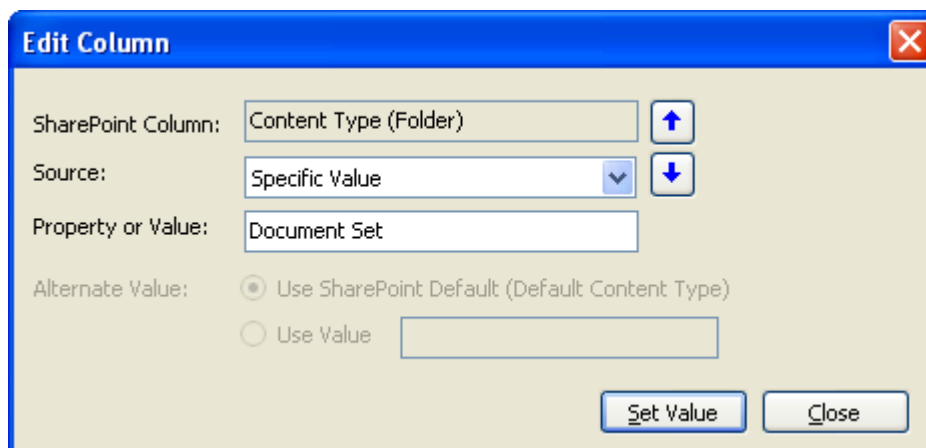 Edit Column
SharePoint Column: Content Type (Folder)
Source: Specific Value
Property or Value: Document Set
Alternate Value: Use SharePoint Default (Default Content Type)
Use Value
Set Value Close